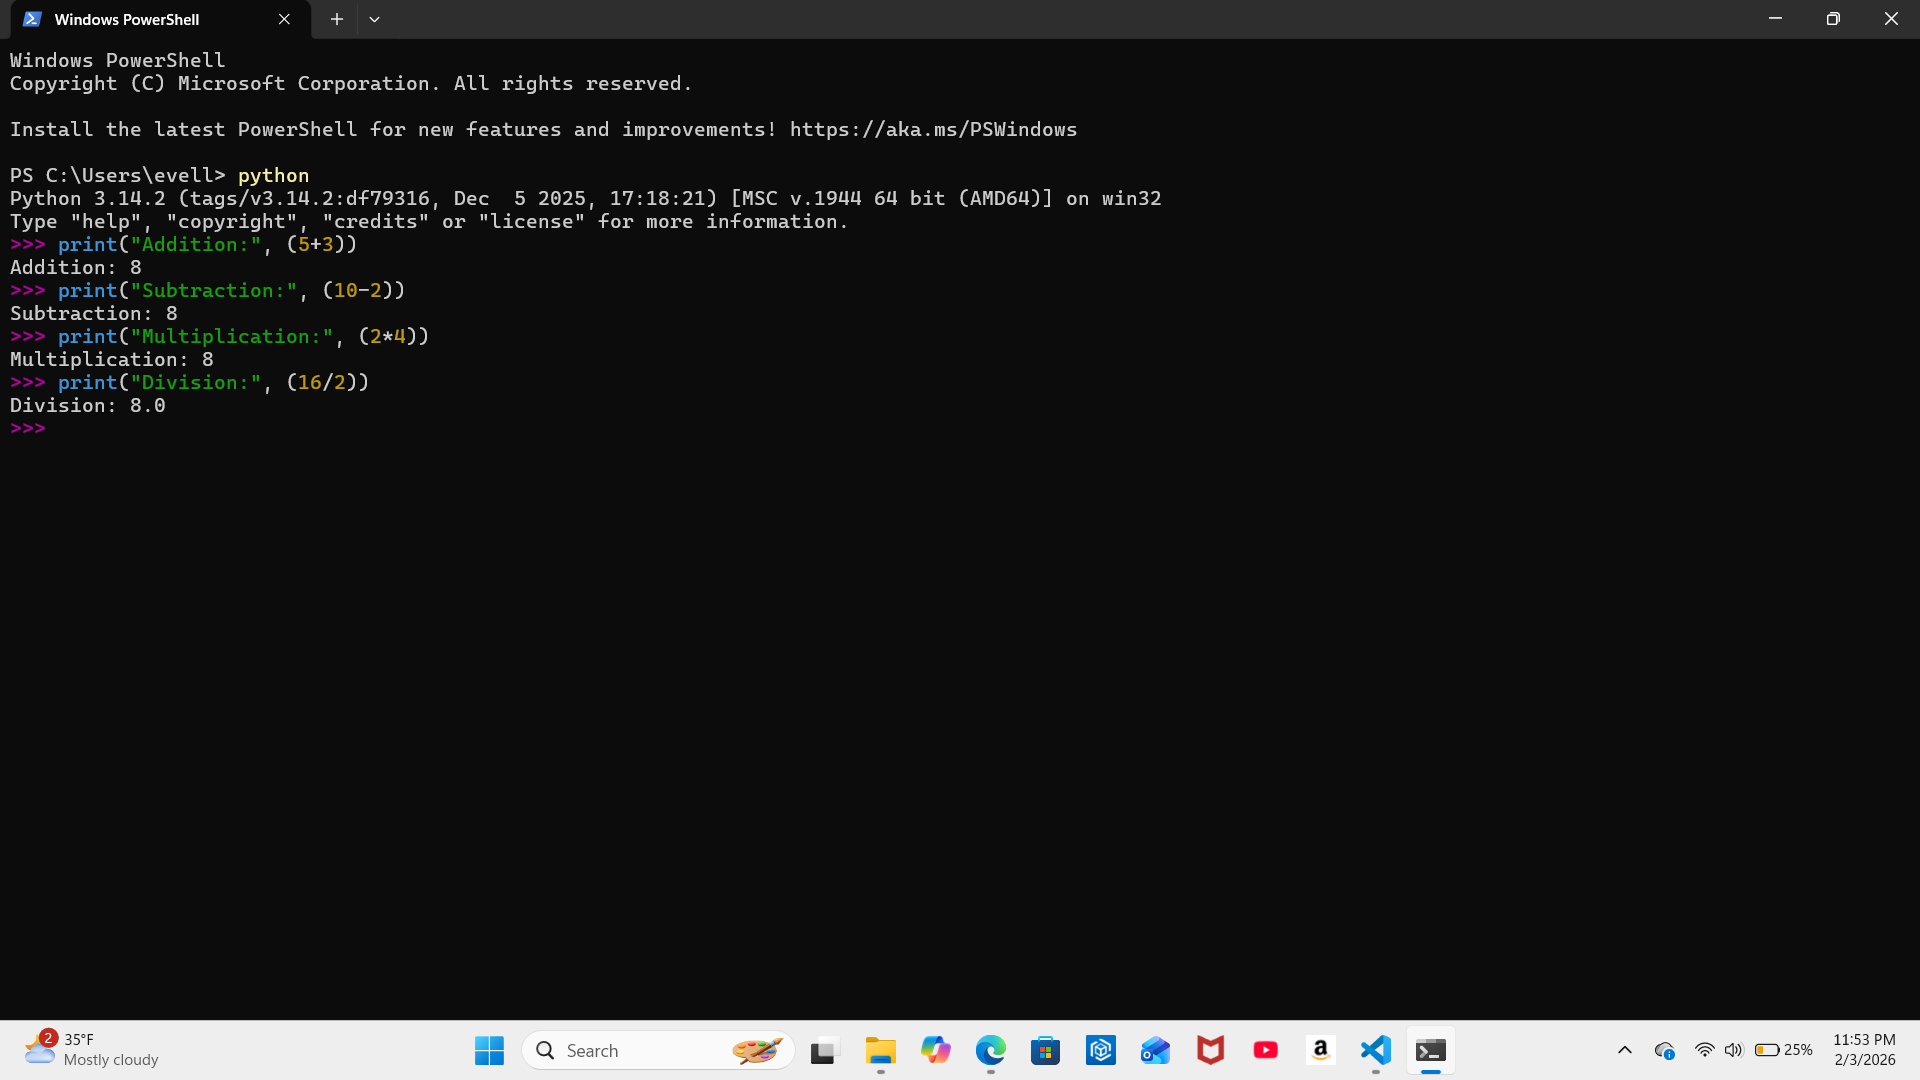 Windows PowerShell
Windows PowerShell
Copyright (C) Microsoft Corporation. All rights reserved.
Install the latest PowerShell for new features and improvements! https://aka.ms/PSWindows
PS C:\Users\evell> python
Python 3.14.2 (tags/v3.14.2:df79316, Dec  5 2025, 17:18:21) [MSC v.1944 64 bit (AMD64)] on win32
Type "help", "copyright", "credits" or "license" for more information.
>>> print("Addition:", (5+3))
Addition: 8
>>> print("Subtraction:", (10-2))
Subtraction: 8
>>> print("Multiplication:", (2*4))
Multiplication: 8
>>> print("Division:", (16/2))
Division: 8.0
>>>
2
35°F
Mostly cloudy
Search
a
25%
11:53 PM
2/3/2026